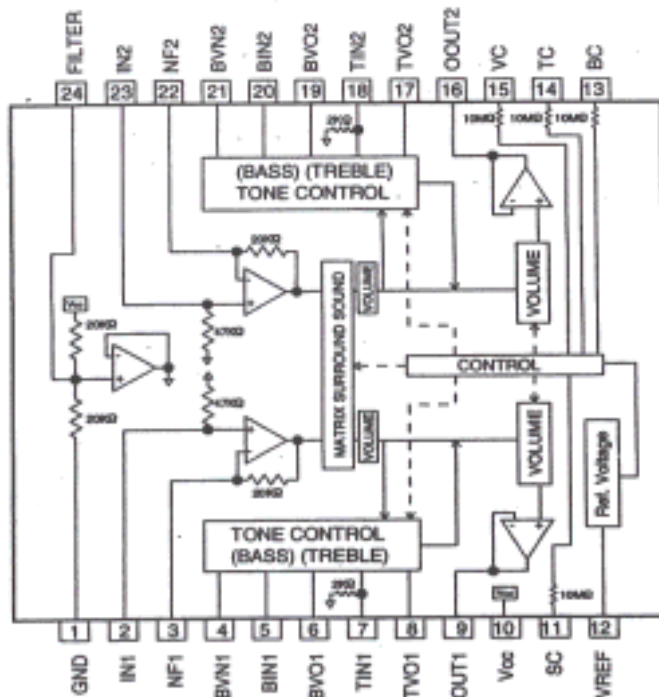 FILTER IN2 NF2 BVN2 BIN2 BVO2 TIN2 TVO2 OOUT2 VC TC BC
24 23 22 21 20 19 18 17 16 15 14 13
10MΩ 10MΩ 10MΩ
2KΩ
(BASS) (TREBLE)
TONE CONTROL
20KΩ
Vcc
20KΩ
20KΩ
47KΩ
47KΩ
20KΩ
MATRIX SURROUND SOUND
VOLUME
VOLUME
VOLUME
CONTROL
VOLUME
Ref. Voltage
TONE CONTROL
(BASS) (TREBLE)
2KΩ
Vcc
10MΩ
1 2 3 4 5 6 7 8 9 10 11 12
GND IN1 NF1 BVN1 BIN1 BVO1 TIN1 TVO1 OUT1 Vcc SC VREF